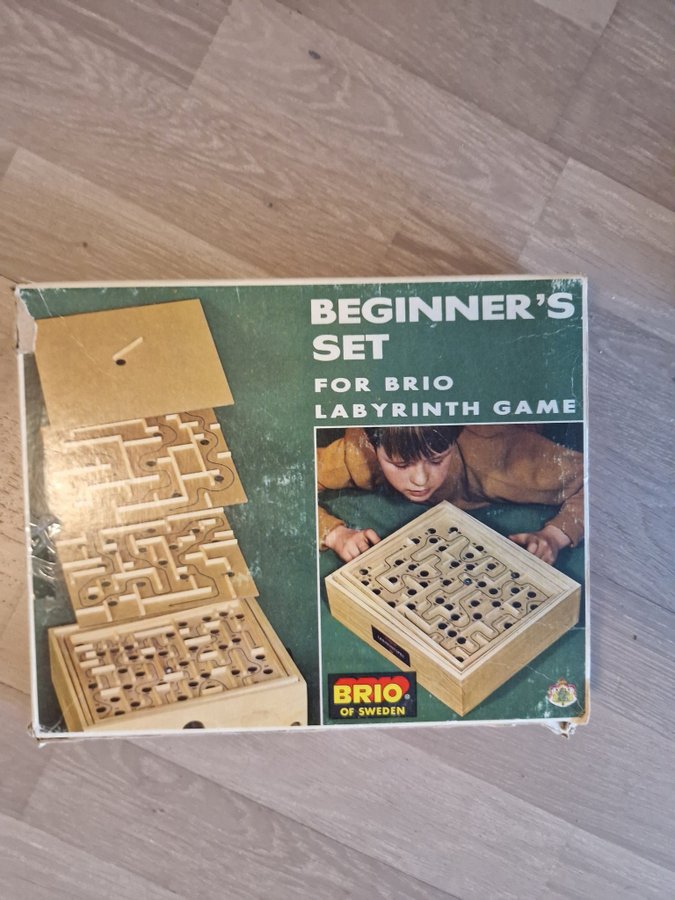 BEGINNER'S
SET
FOR BRIO
LABYRINTH GAME
BRIO
OF SWEDEN